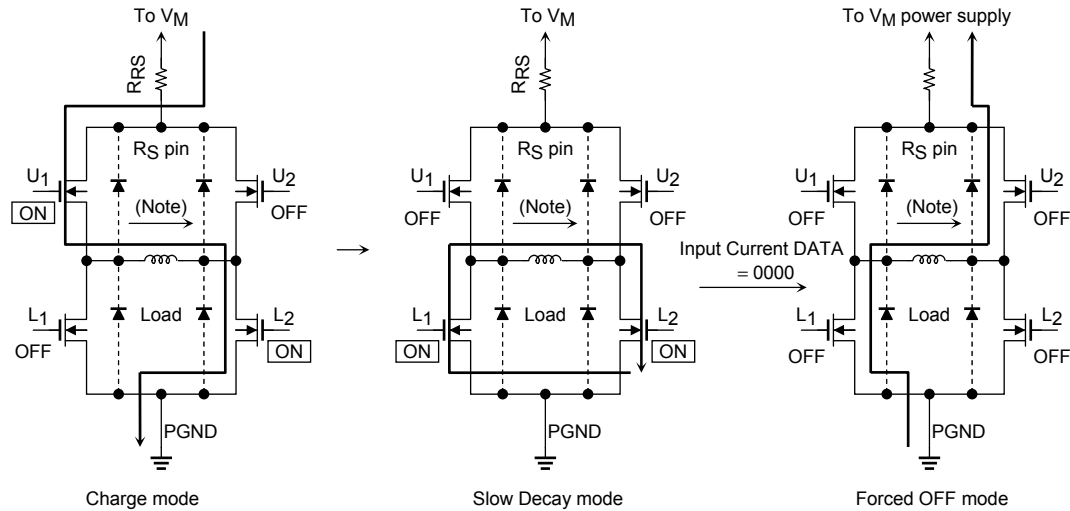 To VM
RRS
RS pin
U1
ON
U2
OFF
(Note)
L1
OFF
Load
L2
ON
PGND
Charge mode
To VM
RRS
RS pin
U1
OFF
U2
OFF
(Note)
L1
ON
Load
L2
ON
PGND
Slow Decay mode
Input Current DATA
= 0000
To VM power supply
RS pin
U1
OFF
U2
OFF
(Note)
L1
OFF
Load
L2
OFF
PGND
Forced OFF mode